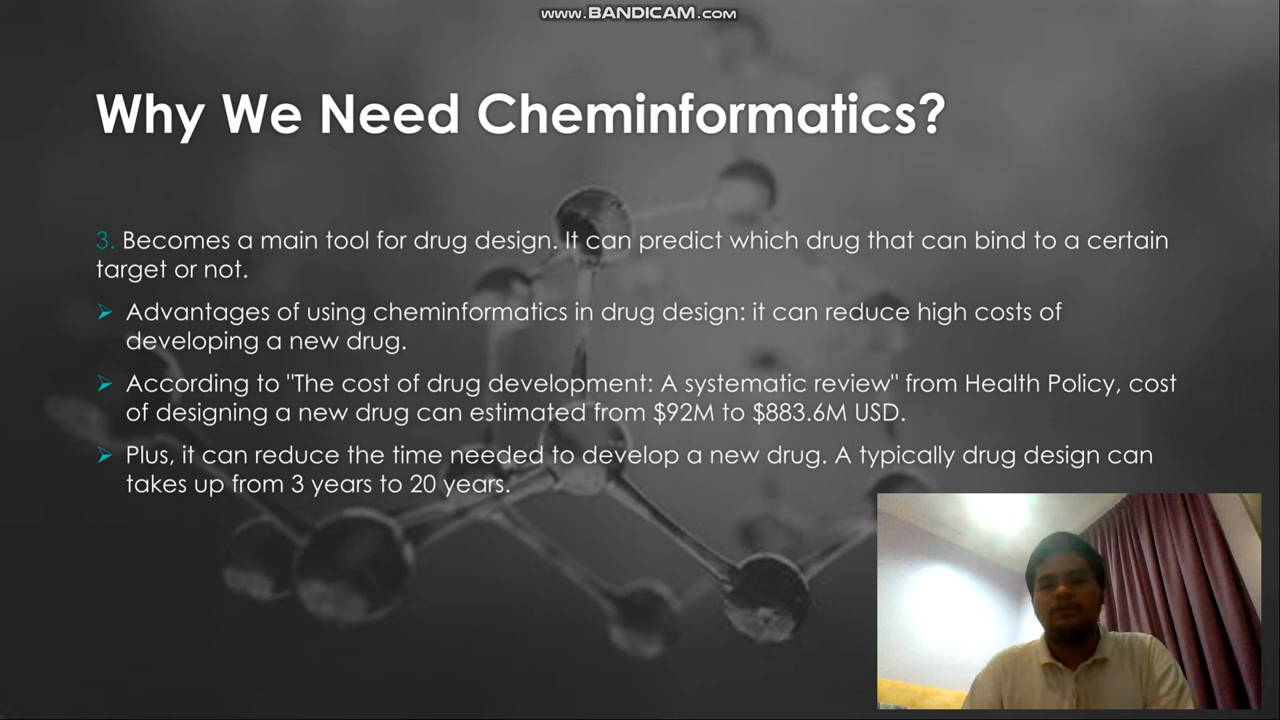 www.BANDICAM.com
Why We Need Cheminformatics?
3. Becomes a main tool for drug design. It can predict which drug that can bind to a certain
target or not.
Advantages of using cheminformatics in drug design: it can reduce high costs of
developing a new drug.
According to "The cost of drug development: A systematic review" from Health Policy, cost
of designing a new drug can estimated from $92M to $883.6M USD.
Plus, it can reduce the time needed to develop a new drug. A typically drug design can
takes up from 3 years to 20 years.